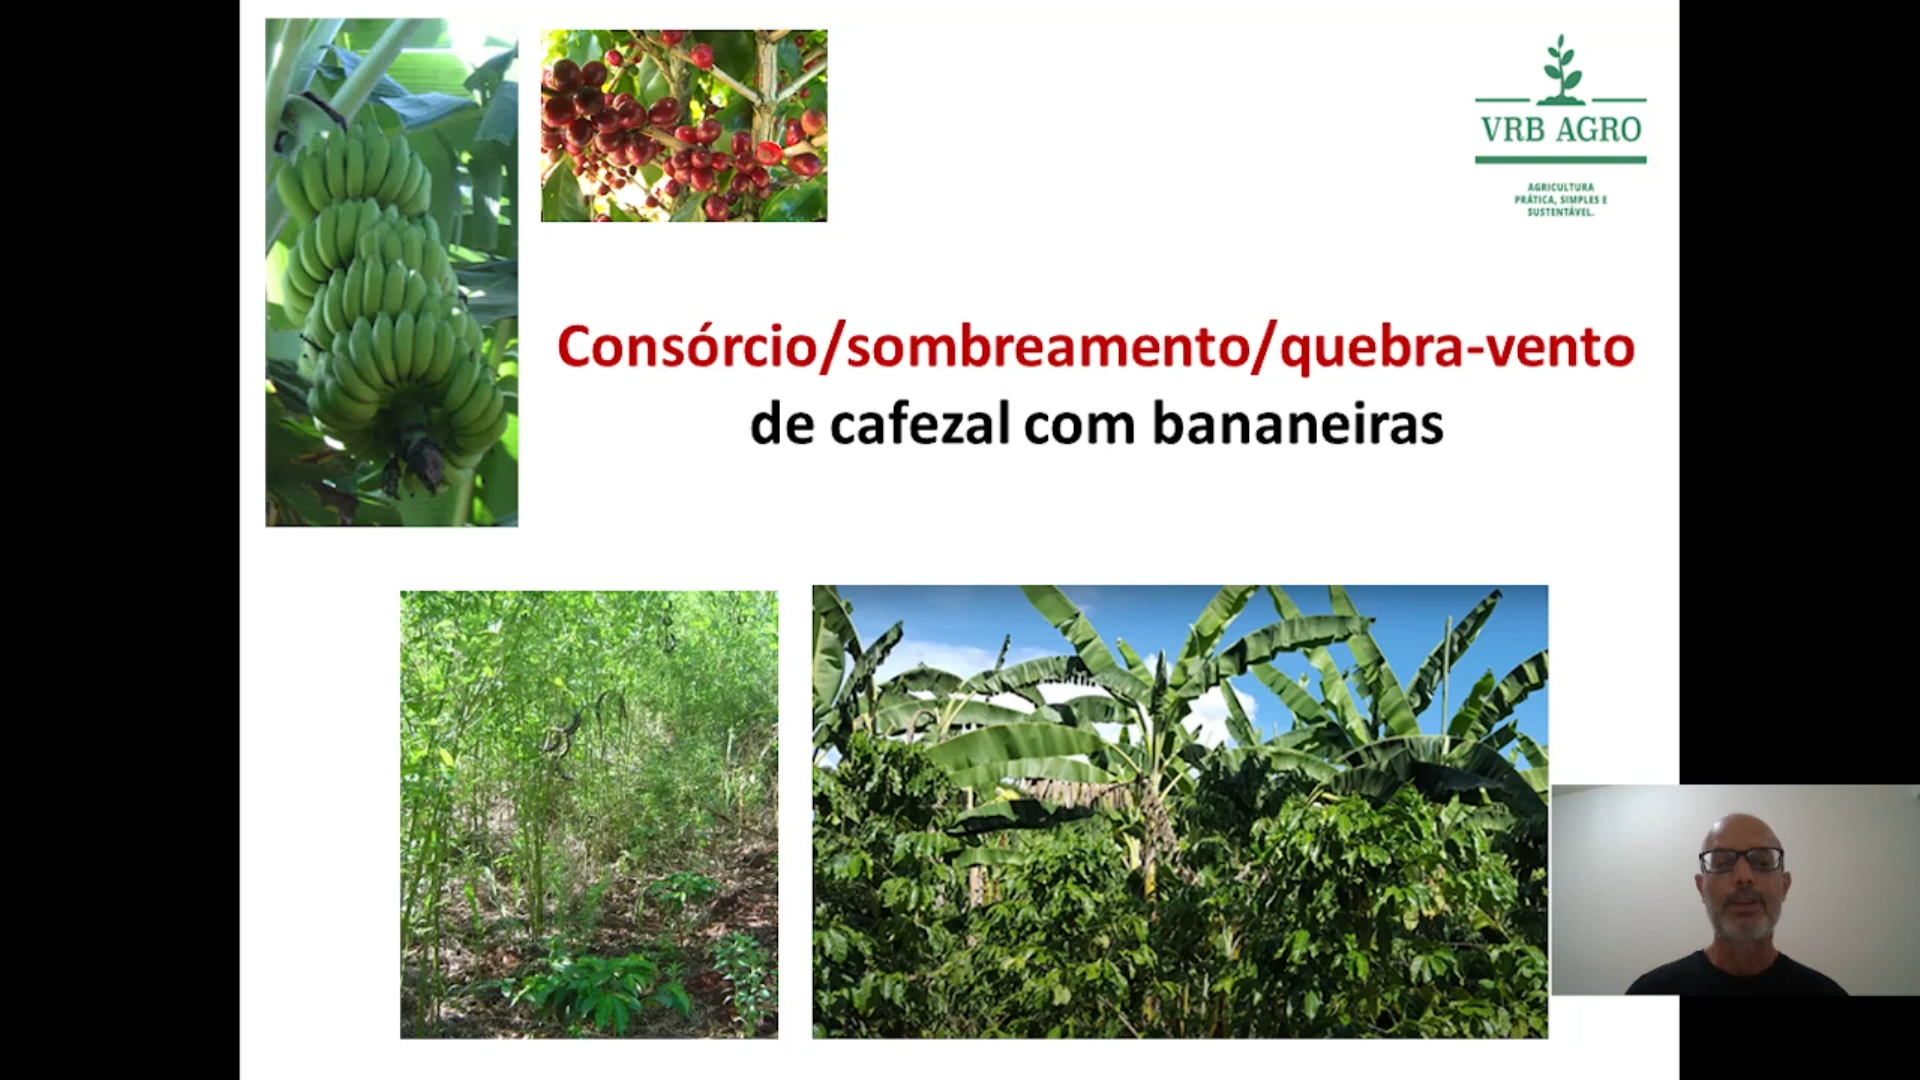 VRB AGRO
AGRICULTURA
PRÁTICA, SIMPLES E
SUSTENTÁVEL.
Consórcio/sombreamento/quebra-vento
de cafezal com bananeiras